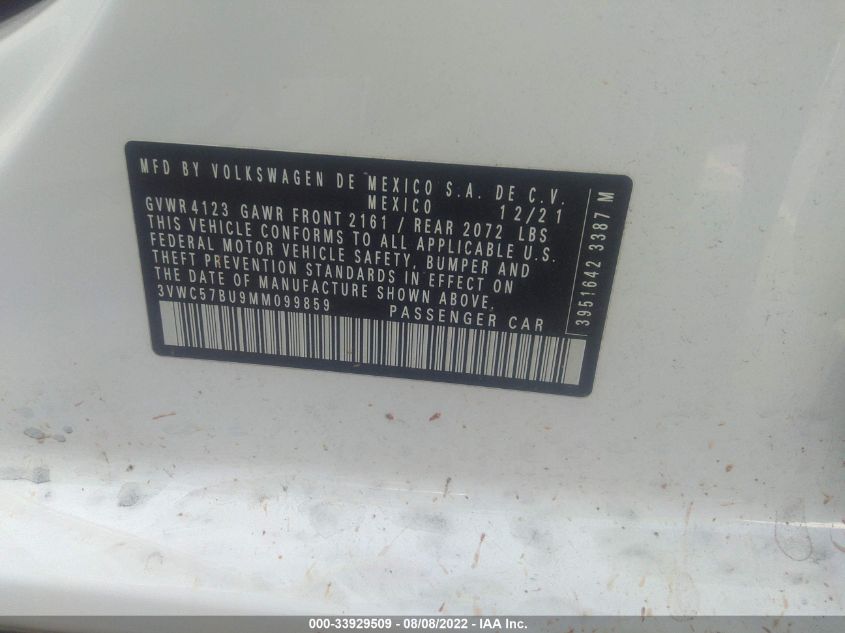 MFD BY VOLKSWAGEN DE MEXICO S.A. DE C.V.
MEXICO 12/21
GVWR 4123 GAWR FRONT 2161 / REAR 2072 LBS
THIS VEHICLE CONFORMS TO ALL APPLICABLE U.S.
FEDERAL MOTOR VEHICLE SAFETY, BUMPER AND
THEFT PREVENTION STANDARDS IN EFFECT ON
THE DATE OF MANUFACTURE SHOWN ABOVE.
3VWC57BU9MM099859 PASSENGER CAR
3951642 3387 M
000-33929509 - 08/08/2022 - IAA Inc.